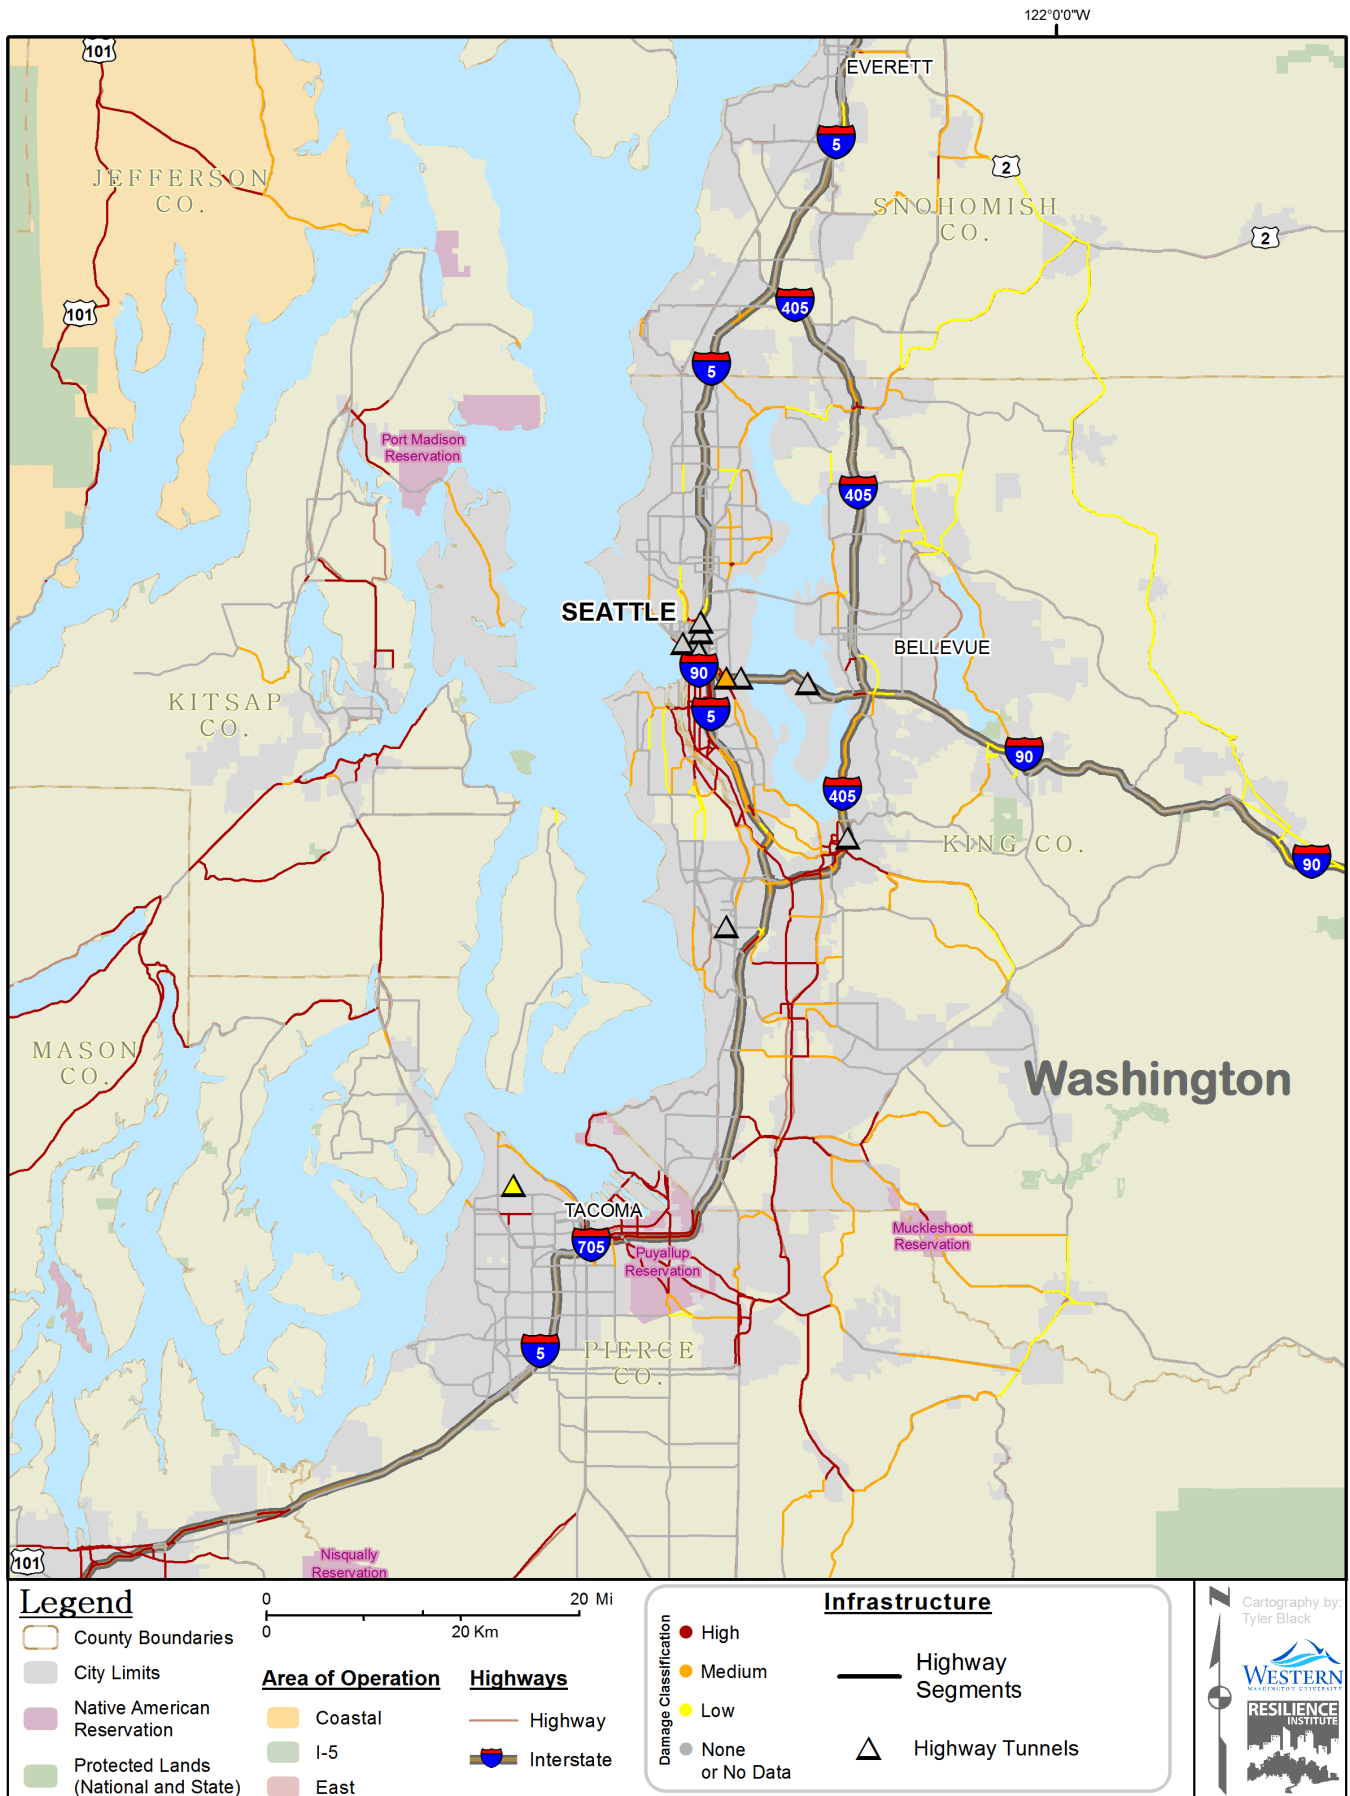 122°0'0"W
101
EVERETT
5
2
JEFFERSON
CO.
SNOHOMISH
CO.
2
101
405
5
Port Madison
Reservation
405
SEATTLE
BELLEVUE
90
KITSAP
CO.
5
90
405
KING CO.
90
MASON
CO.
Washington
TACOMA
705
Muckleshoot
Reservation
Puyallup
Reservation
5
PIERCE
CO.
101
Nisqually
Reservation
Legend
County Boundaries
City Limits
Native American
Reservation
Protected Lands
(National and State)
0 20 Mi
0 20 Km
Area of Operation
Coastal
I-5
East
Highways
Highway
Interstate
Infrastructure
Damage Classification
High
Medium
Low
None
or No Data
Highway
Segments
Highway Tunnels
N
Cartography by:
Tyler Black
WESTERN
WASHINGTON UNIVERSITY
RESILIENCE
INSTITUTE